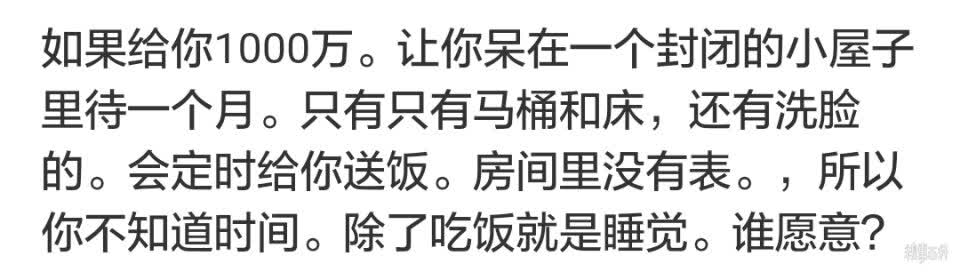 如果给你1000万。让你呆在一个封闭的小屋子
里待一个月。只有只有马桶和床，还有洗脸
的。会定时给你送饭。房间里没有表。，所以
你不知道时间。除了吃饭就是睡觉。谁愿意？